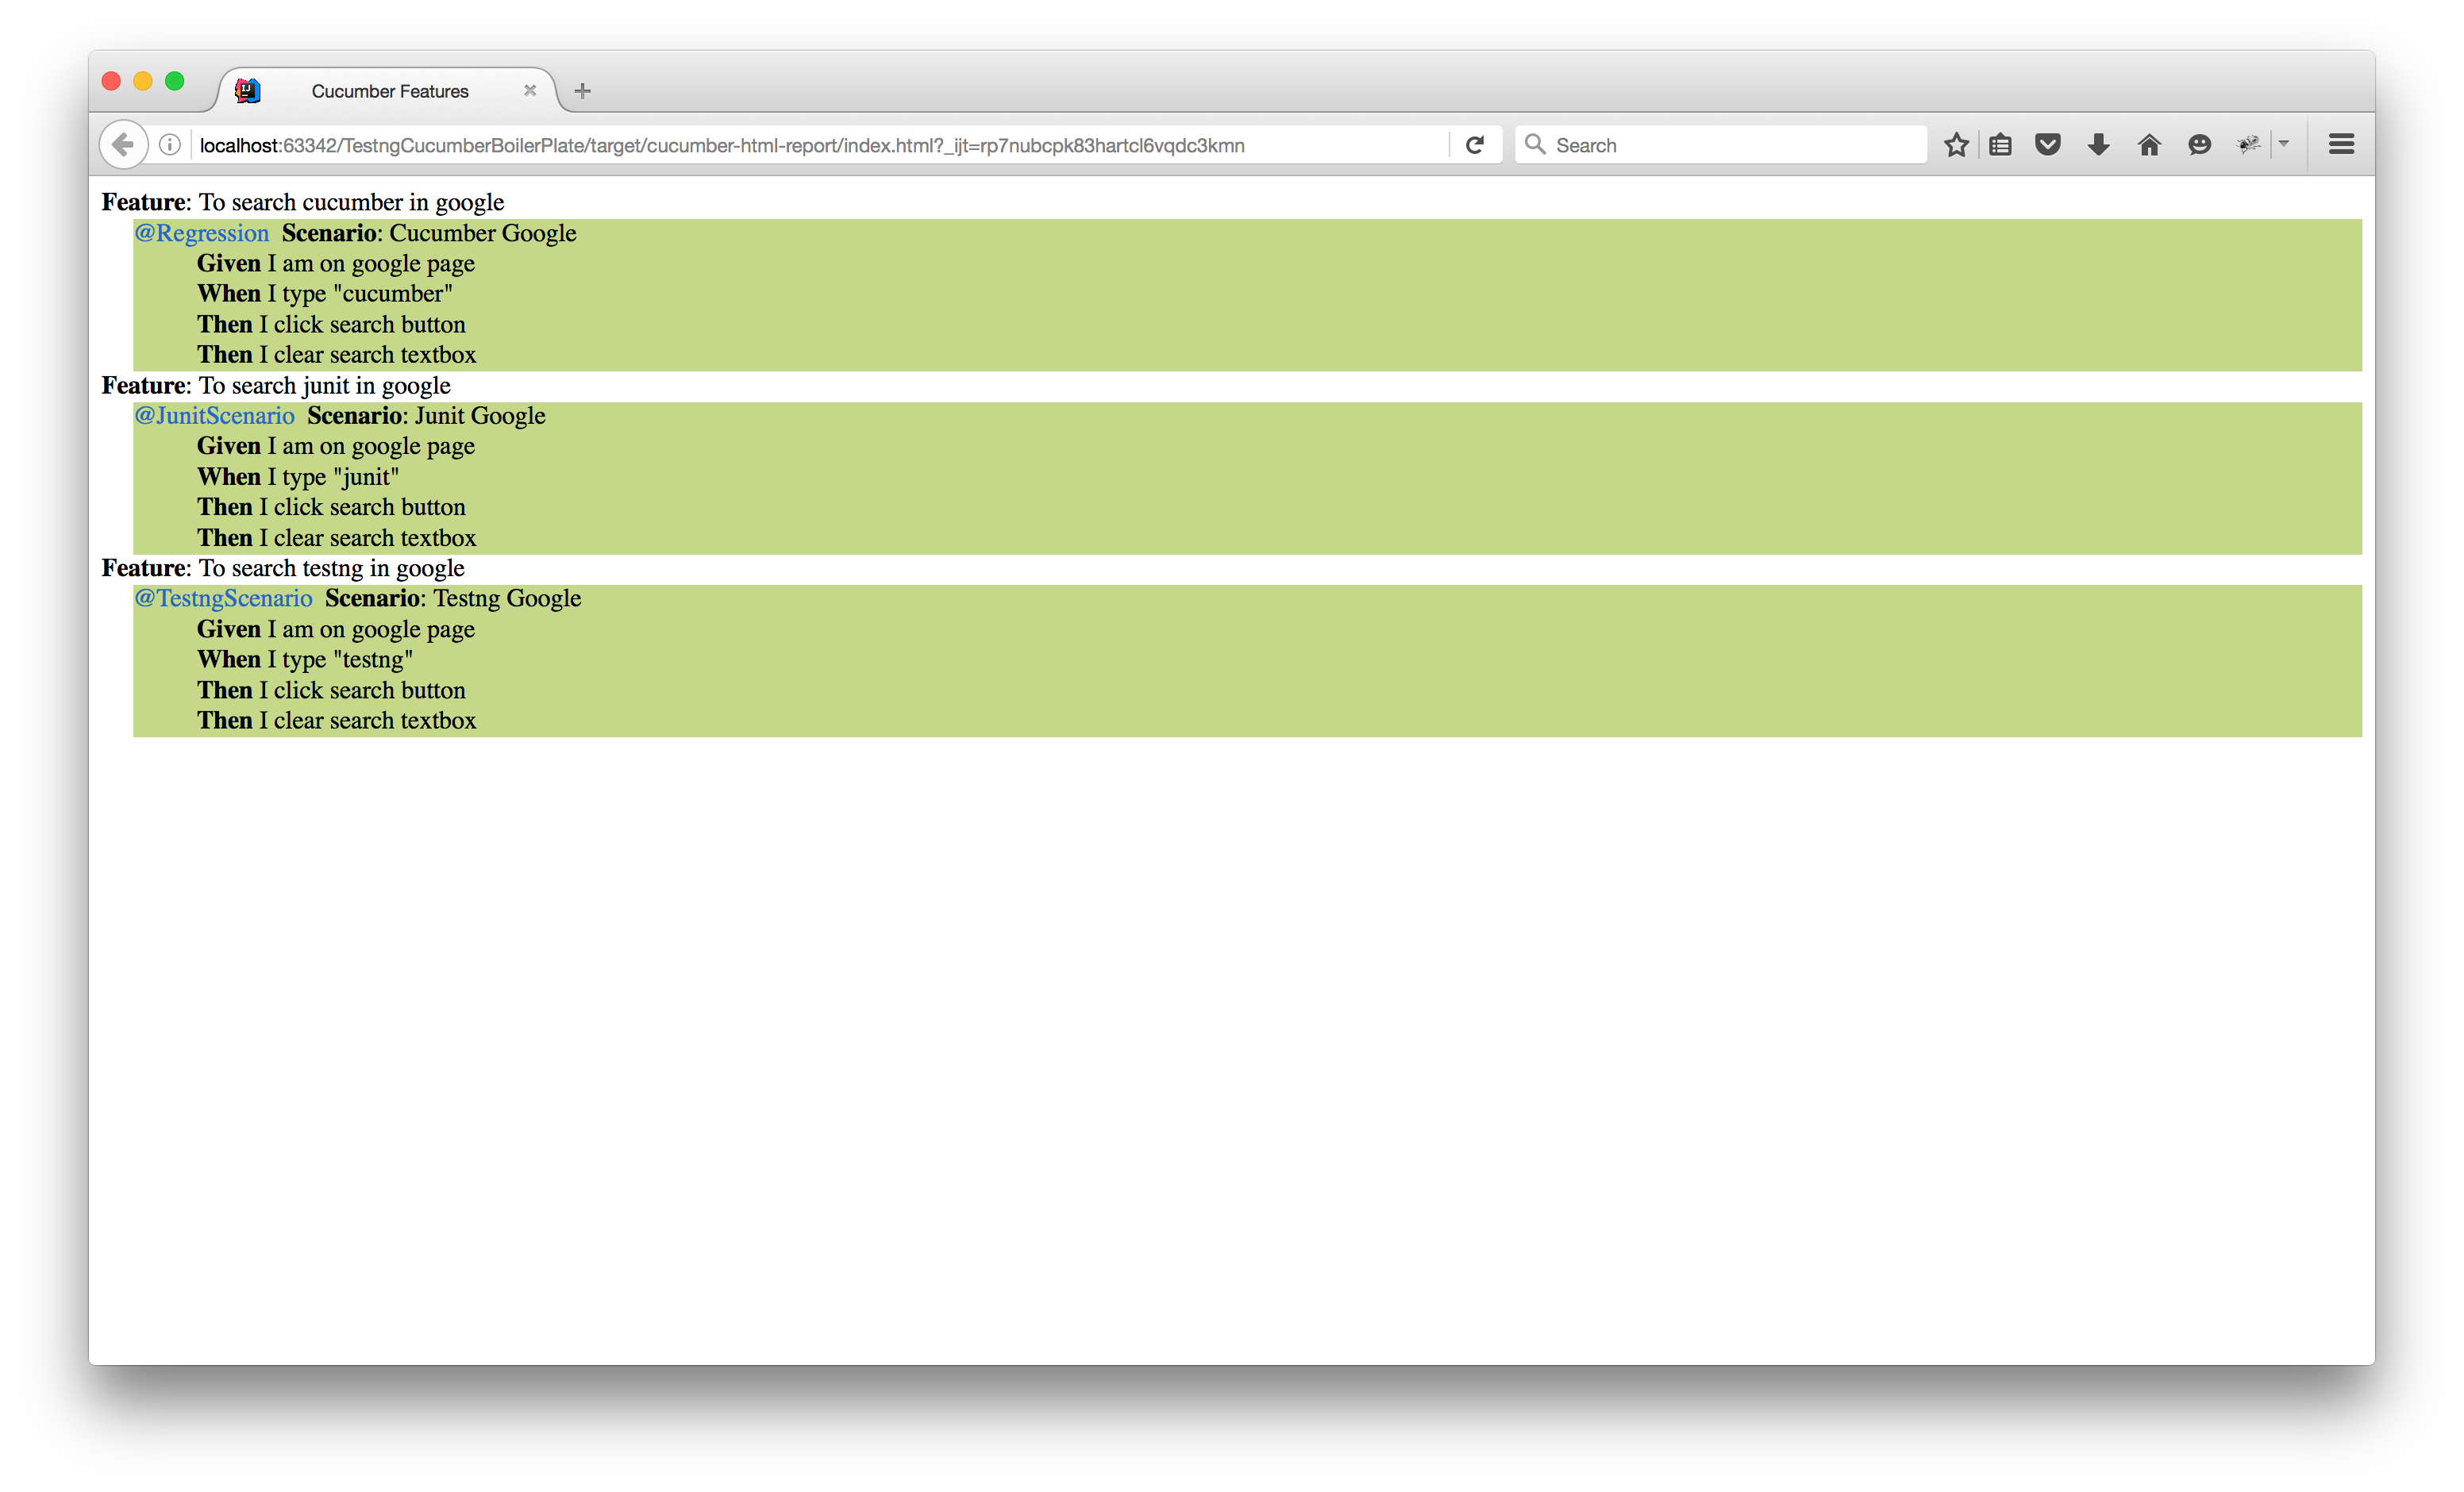 Cucumber Features
localhost:63342/TestngCucumberBoilerPlate/target/cucumber-html-report/index.html?_ijt=rp7nubcpk83hartcl6vqdc3kmn
Search
Feature: To search cucumber in google
@Regression Scenario: Cucumber Google
Given I am on google page
When I type "cucumber"
Then I click search button
Then I clear search textbox
Feature: To search junit in google
@JunitScenario Scenario: Junit Google
Given I am on google page
When I type "junit"
Then I click search button
Then I clear search textbox
Feature: To search testng in google
@TestngScenario Scenario: Testng Google
Given I am on google page
When I type "testng"
Then I click search button
Then I clear search textbox